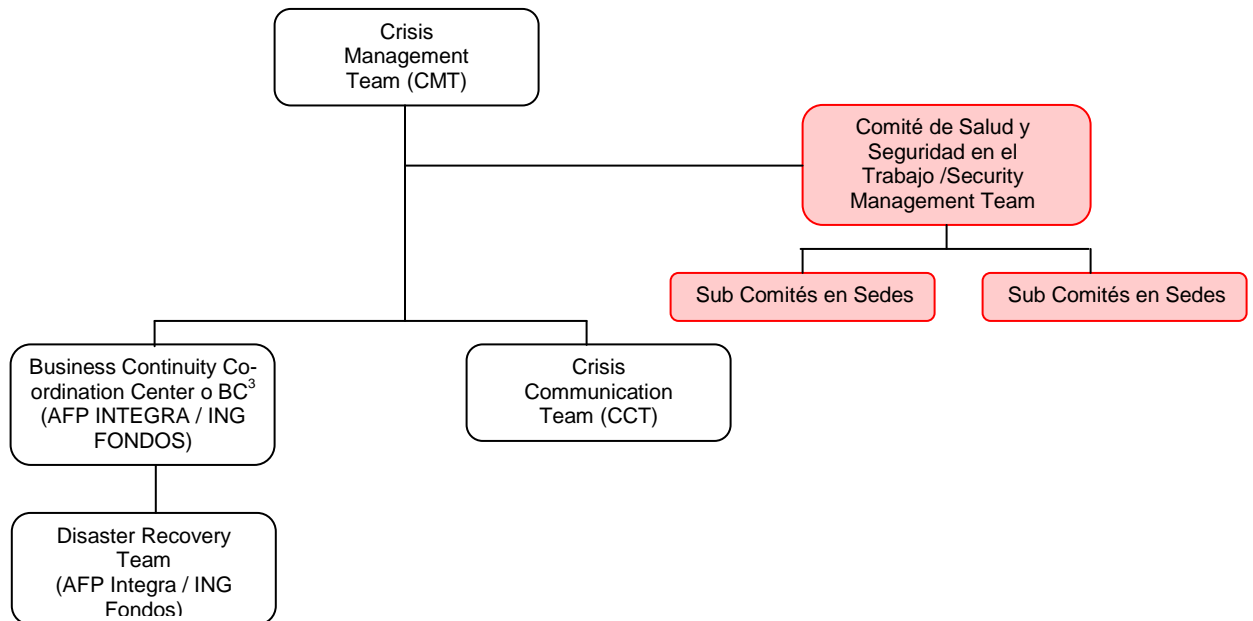 Crisis
Management
Team (CMT)
Comité de Salud y
Seguridad en el
Trabajo /Security
Management Team
Sub Comités en Sedes
Sub Comités en Sedes
Business Continuity Co-
ordination Center o BC³
(AFP INTEGRA / ING
FONDOS)
Crisis
Communication
Team (CCT)
Disaster Recovery
Team
(AFP Integra / ING
Fondos)